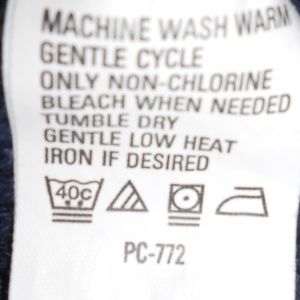 MACHINE WASH WARM
GENTLE CYCLE
ONLY NON-CHLORINE
BLEACH WHEN NEEDED
TUMBLE DRY
GENTLE LOW HEAT
IRON IF DESIRED
40c
PC-772